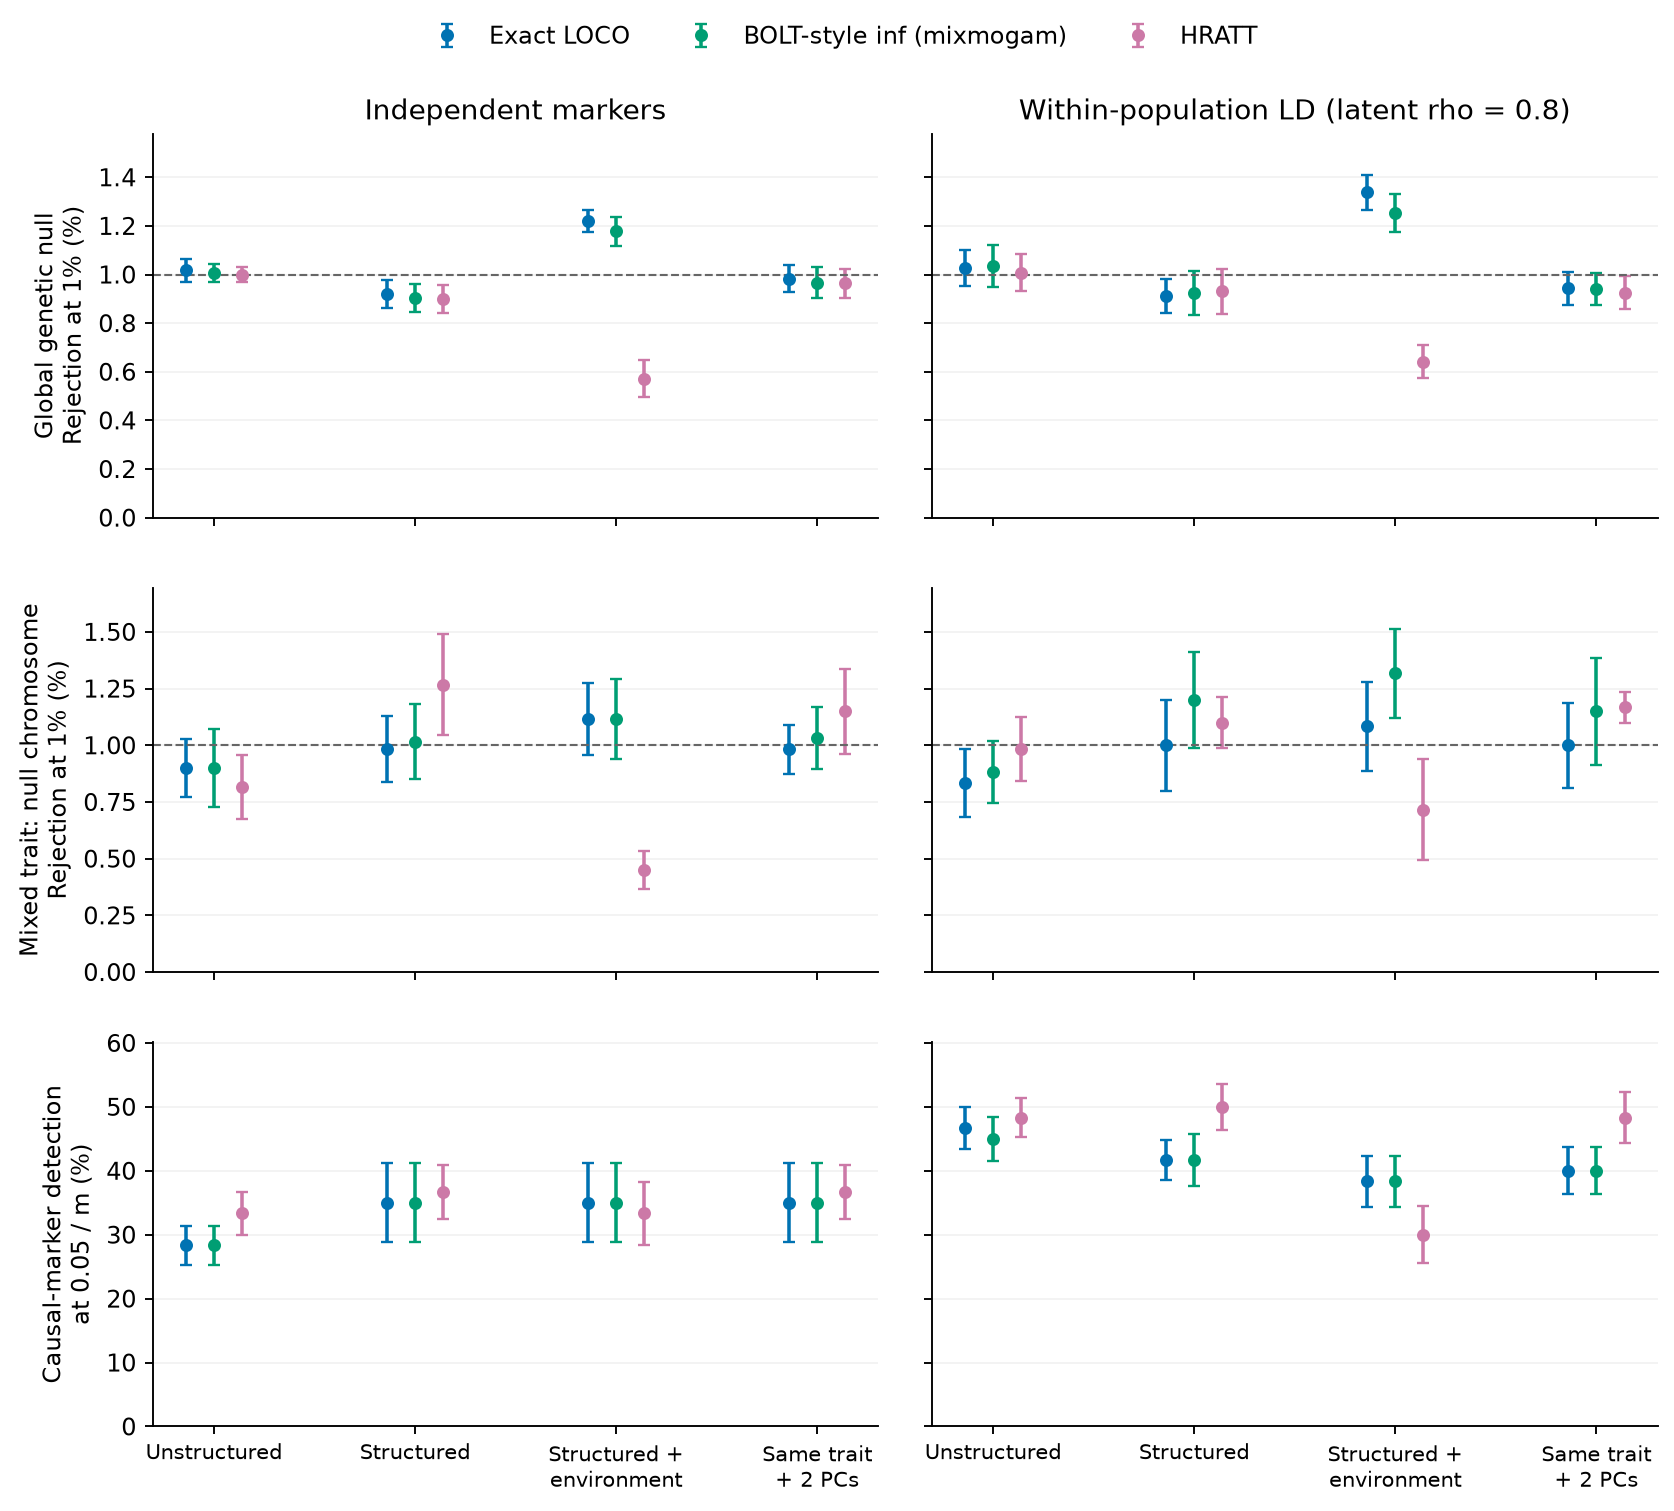 Exact LOCO
BOLT-style inf (mixmogam)
HRATT
Independent markers
Within-population LD (latent rho = 0.8)
Global genetic null
Rejection at 1% (%)
1.4
1.2
1.0
0.8
0.6
0.4
0.2
0.0
Mixed trait: null chromosome
Rejection at 1% (%)
1.50
1.25
1.00
0.75
0.50
0.25
0.00
Causal-marker detection
at 0.05 / m (%)
60
50
40
30
20
10
0
Unstructured
Structured
Structured +
environment
Same trait
+ 2 PCs
Unstructured
Structured
Structured +
environment
Same trait
+ 2 PCs